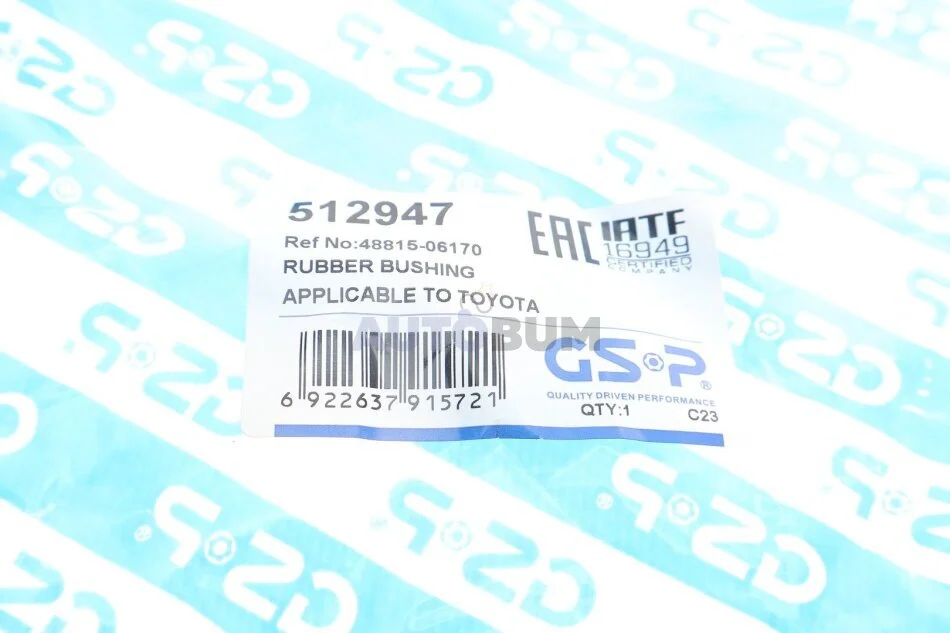 512947
Ref No:48815-06170
RUBBER BUSHING
APPLICABLE TO TOYOTA
EAC
IATF
16949
CERTIFIED
COMPANY
AUTOBUM
6 922637 915721
GSP®
QUALITY DRIVEN PERFORMANCE
QTY:1
C23